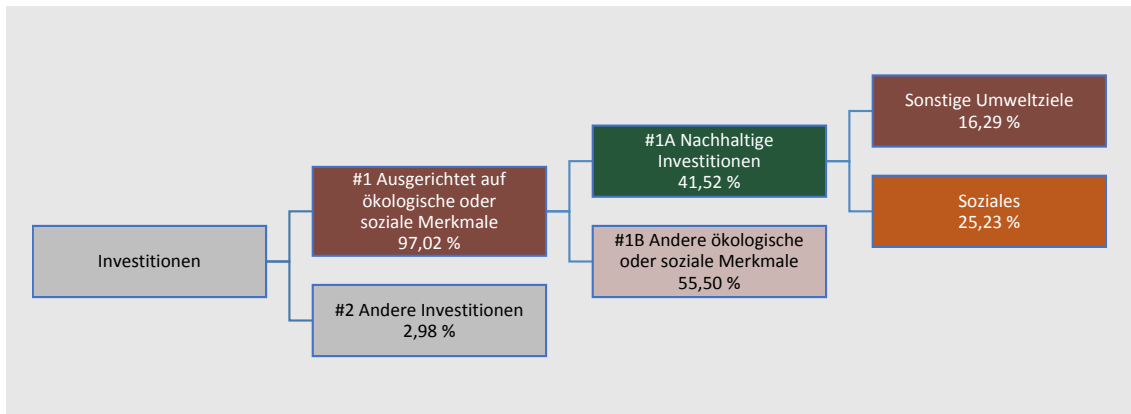 Investitionen
#1 Ausgerichtet auf
ökologische oder
soziale Merkmale
97,02 %
#2 Andere Investitionen
2,98 %
#1A Nachhaltige
Investitionen
41,52 %
#1B Andere ökologische
oder soziale Merkmale
55,50 %
Sonstige Umweltziele
16,29 %
Soziales
25,23 %